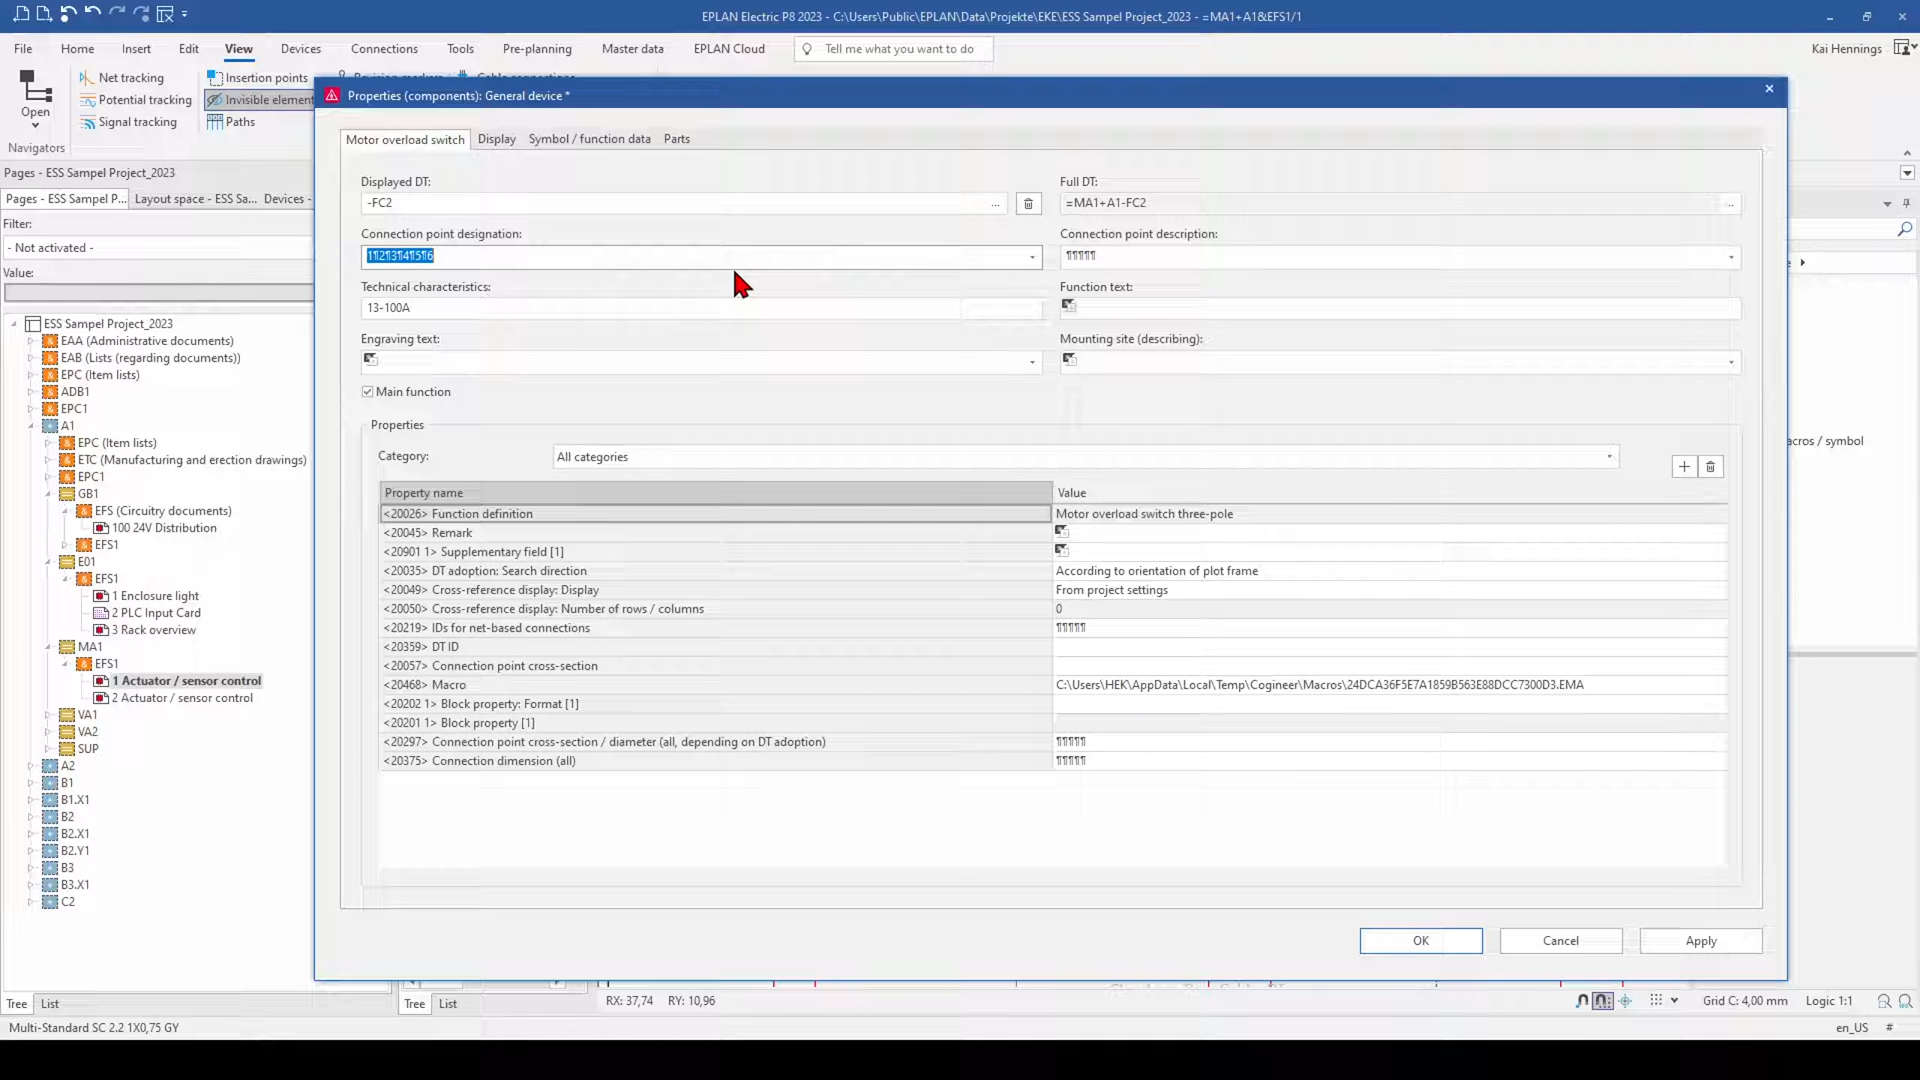 EPLAN Electric P8 2023 - C:\Users\Public\EPLAN\Data\Projekte\EKE\ESS Sampel Project_2023 - =MA1+A1&EFS1/1
File Home Insert Edit View Devices Connections Tools Pre-planning Master data EPLAN Cloud Tell me what you want to do Kai Hennings
Net tracking Insertion points
Potential tracking Invisible element
Open
Signal tracking Paths
Navigators
Properties (components): General device *
Pages - ESS Sampel Project_2023
Pages - ESS Sampel P... Layout space - ESS Sa... Devices -
Filter:
- Not activated -
Value:
ESS Sampel Project_2023
EAA (Administrative documents)
EAB (Lists (regarding documents))
EPC (Item lists)
ADB1
EPC1
A1
EPC (Item lists)
ETC (Manufacturing and erection drawings)
EPC1
GB1
EFS (Circuitry documents)
100 24V Distribution
EFS1
E01
EFS1
1 Enclosure light
2 PLC Input Card
3 Rack overview
MA1
EFS1
1 Actuator / sensor control
2 Actuator / sensor control
VA1
VA2
SUP
A2
B1
B1.X1
B2
B2.X1
B2.Y1
B3
B3.X1
C2
Tree List
Motor overload switch Display Symbol / function data Parts
Displayed DT: Full DT:
-FC2 ... =MA1+A1-FC2 ...
Connection point designation: Connection point description:
1¶2¶3¶4¶5¶6 ¶¶¶¶¶
Technical characteristics: Function text:
13-100A
Engraving text: Mounting site (describing):
Main function
Properties
Category: All categories
Property name Value
<20026> Function definition Motor overload switch three-pole
<20045> Remark
<20901 1> Supplementary field [1]
<20035> DT adoption: Search direction According to orientation of plot frame
<20049> Cross-reference display: Display From project settings
<20050> Cross-reference display: Number of rows / columns 0
<20219> IDs for net-based connections ¶¶¶¶¶
<20359> DT ID
<20057> Connection point cross-section
<20468> Macro C:\Users\HEK\AppData\Local\Temp\Cogineer\Macros\24DCA36F5E7A1859B563E88DCC7300D3.EMA
<20202 1> Block property: Format [1]
<20201 1> Block property [1]
<20297> Connection point cross-section / diameter (all, depending on DT adoption) ¶¶¶¶¶
<20375> Connection dimension (all) ¶¶¶¶¶
OK Cancel Apply
acros / symbol
Tree List RX: 37,74 RY: 10,96 Grid C: 4,00 mm Logic 1:1
Multi-Standard SC 2.2 1X0,75 GY en_US #